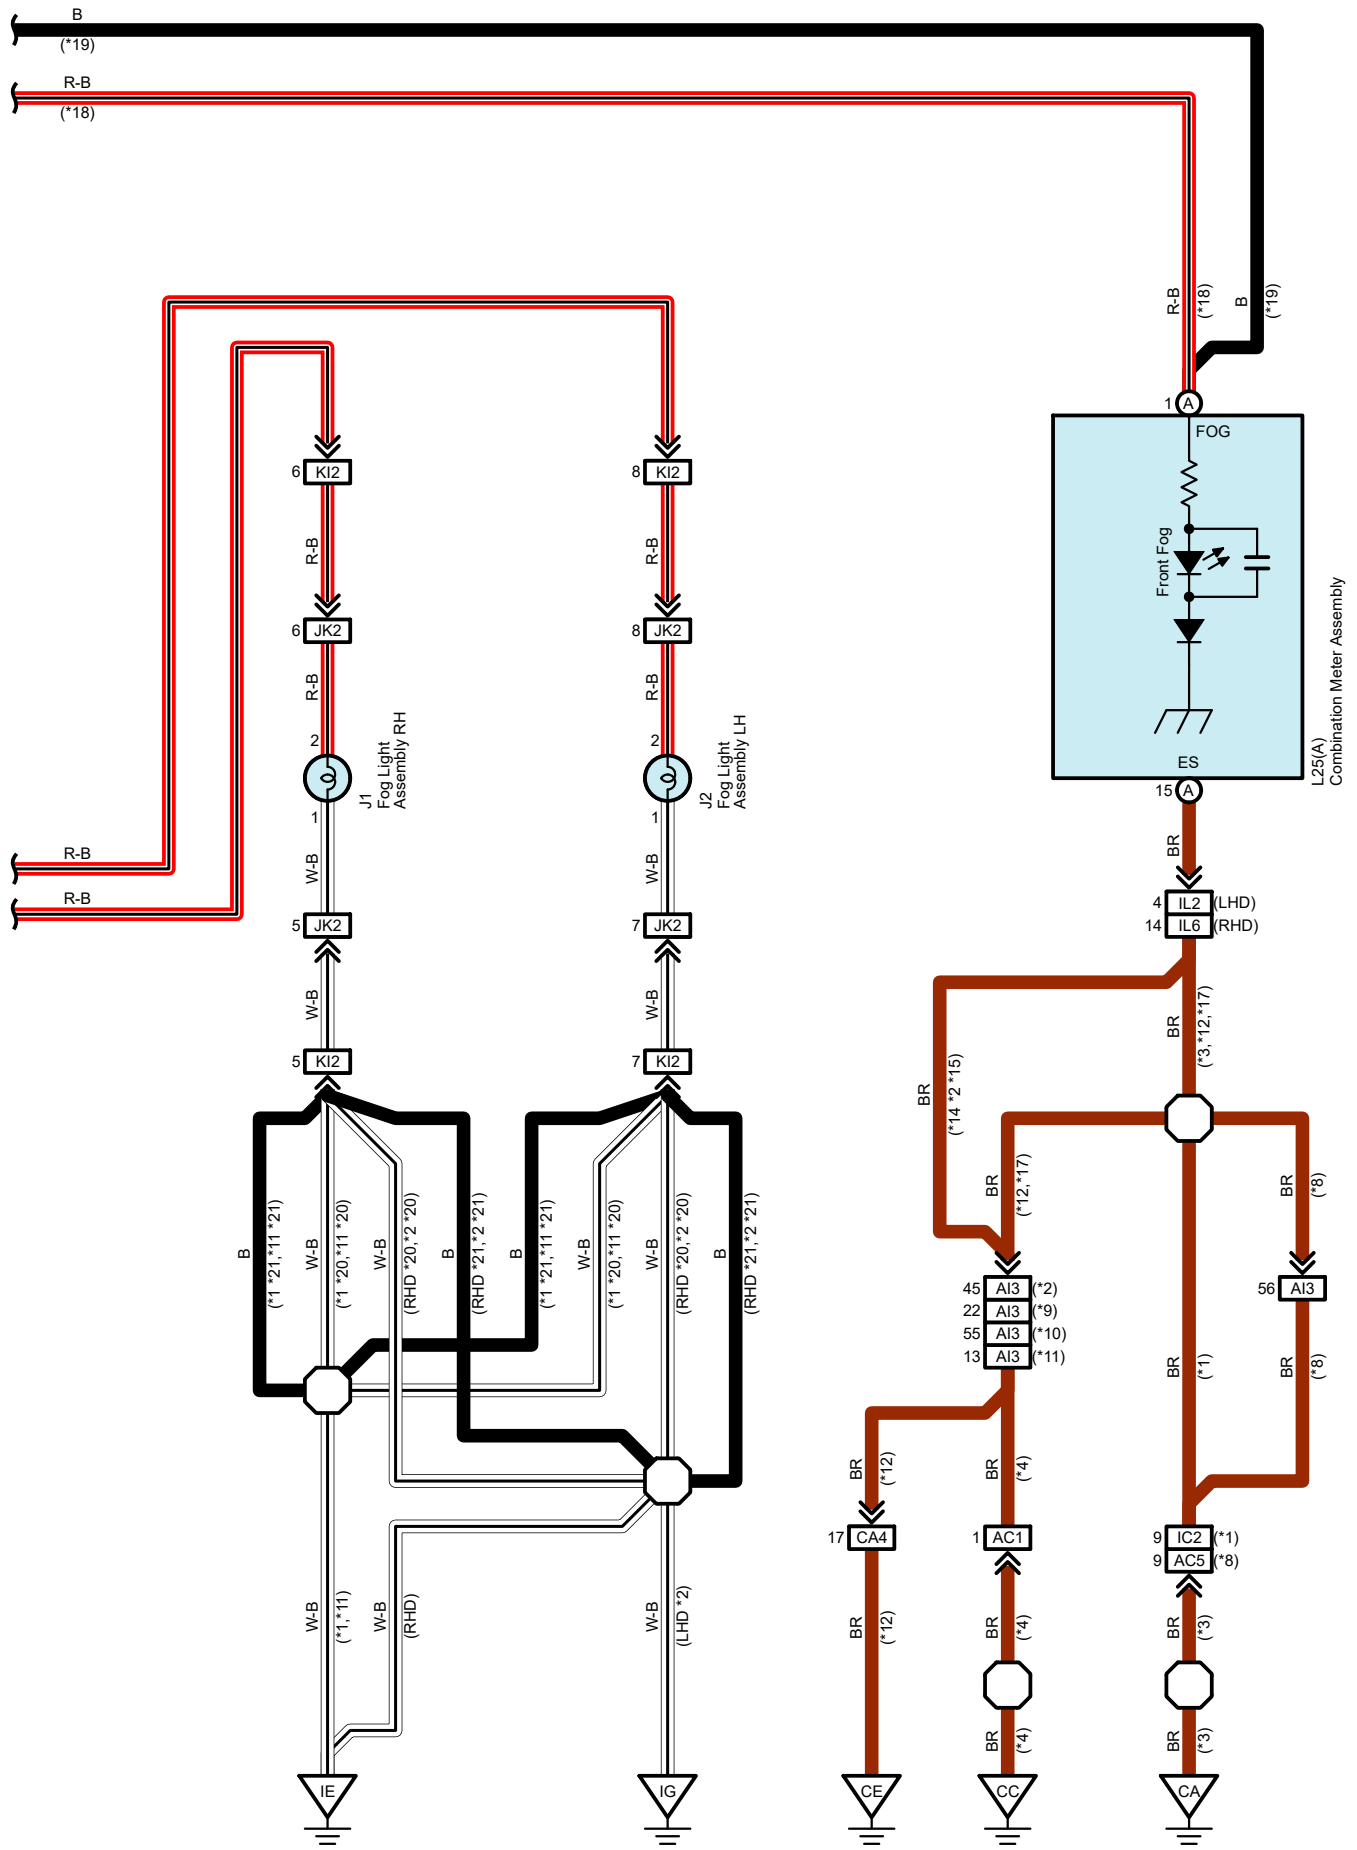 B
(*19)
R-B
(*18)
R-B
(*18)
B
(*19)
1 A
FOG
Front Fog
ES
15 A
L25(A)
Combination Meter Assembly
6 KI2
8 KI2
R-B
R-B
6 JK2
8 JK2
R-B
R-B
2
2
J1
Fog Light
Assembly RH
J2
Fog Light
Assembly LH
1
1
R-B
R-B
W-B
W-B
BR
4 IL2 (LHD)
14 IL6 (RHD)
5 JK2
7 JK2
W-B
W-B
BR
(*3,*12,*17)
BR
(*14 *2 *15)
5 KI2
7 KI2
B
(*1 *21,*11 *21)
W-B
(*1 *20,*11 *20)
W-B
(RHD *20,*2 *20)
B
(RHD *21,*2 *21)
B
(*1 *21,*11 *21)
W-B
(*1 *20,*11 *20)
W-B
(RHD *20,*2 *20)
B
(RHD *21,*2 *21)
BR
(*12,*17)
BR
(*8)
45 AI3 (*2)
22 AI3 (*9)
55 AI3 (*10)
13 AI3 (*11)
56 AI3
BR
(*1)
BR
(*8)
BR
(*12)
BR
(*4)
17 CA4
1 AC1
9 IC2 (*1)
9 AC5 (*8)
W-B
(*1,*11)
W-B
(RHD)
W-B
(LHD *2)
BR
(*12)
BR
(*4)
BR
(*3)
BR
(*4)
BR
(*3)
IE
IG
CE
CC
CA